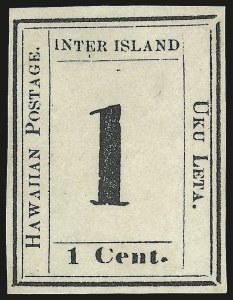 INTER ISLAND
HAWAIIAN POSTAGE.
1
UKU LETA.
1 Cent.